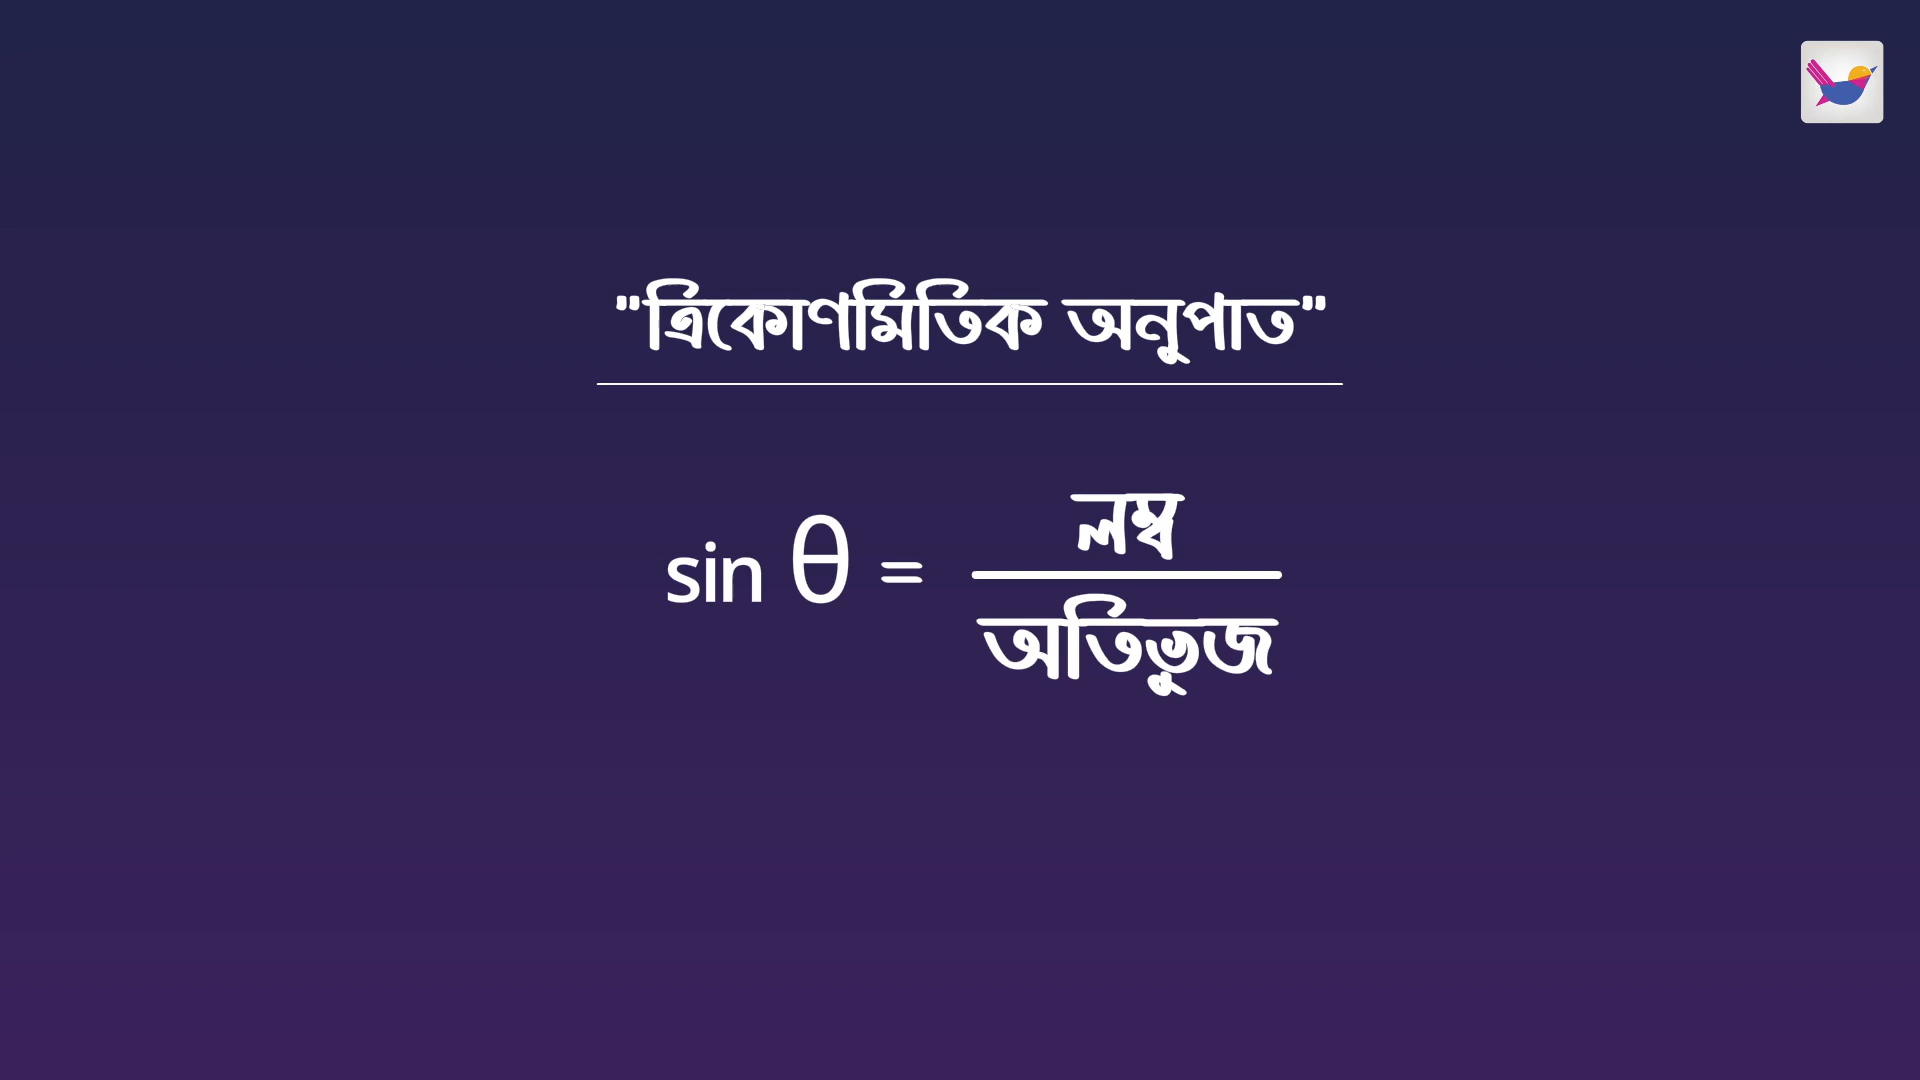 "ত্রিকোণমিতিক অনুপাত"
sin θ = লম্ব / অতিভুজ